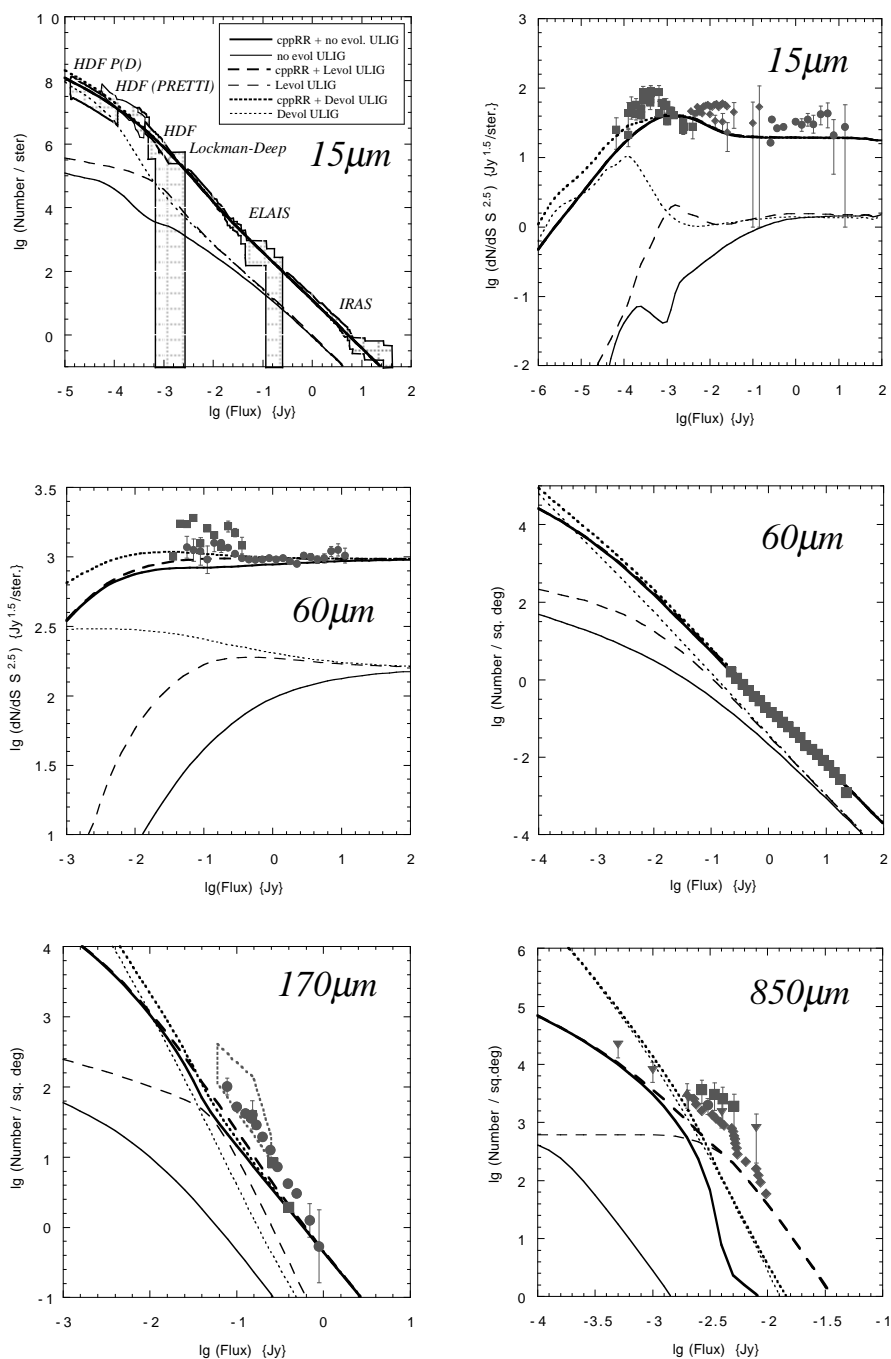 1 0
8
6
4
2
0
lg (Number / ster)
HDF P(D)
HDF (PRETTI)
HDF
Lockman-Deep
ELAIS
IRAS
cppRR + no evol. ULIG
no evol ULIG
cppRR + Levol ULIG
Levol ULIG
cppRR + Devol ULIG
Devol ULIG
15µm
-5 -4 -3 -2 -1 0 1 2
lg (Flux) {Jy}
3
2
1
0
-1
-2
lg (dN/dS S 2.5) {Jy1.5/ster.}
15µm
-6 -5 -4 -3 -2 -1 0 1 2
lg(Flux) {Jy}
3.5
3
2.5
2
1.5
1
lg (dN/dS S 2.5) {Jy1.5/ster.}
60µm
-3 -2 -1 0 1 2
lg(Flux) {Jy}
4
2
0
-2
-4
lg (Number / sq. deg)
60µm
-4 -3 -2 -1 0 1 2
lg (Flux) {Jy}
4
3
2
1
0
-1
lg (Number / sq. deg)
170µm
-3 -2 -1 0 1
lg (Flux) {Jy}
6
5
4
3
2
1
0
lg (Number / sq.deg)
850µm
-4 -3.5 -3 -2.5 -2 -1.5 -1
lg (Flux) {Jy}